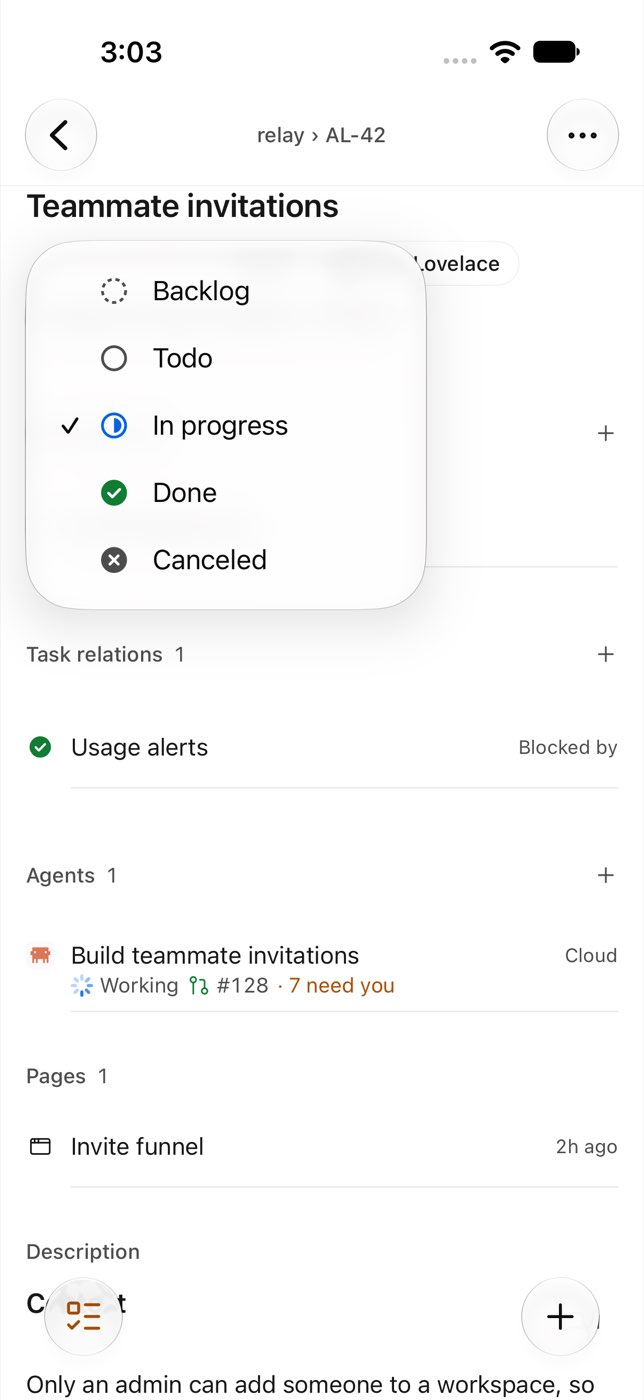 3:03
relay › AL-42
Teammate invitations
Lovelace
Backlog
Todo
In progress
Done
Canceled
Task relations 1
Usage alerts
Blocked by
Agents 1
Build teammate invitations
Cloud
Working #128 · 7 need you
Pages 1
Invite funnel
2h ago
Description
Only an admin can add someone to a workspace, so